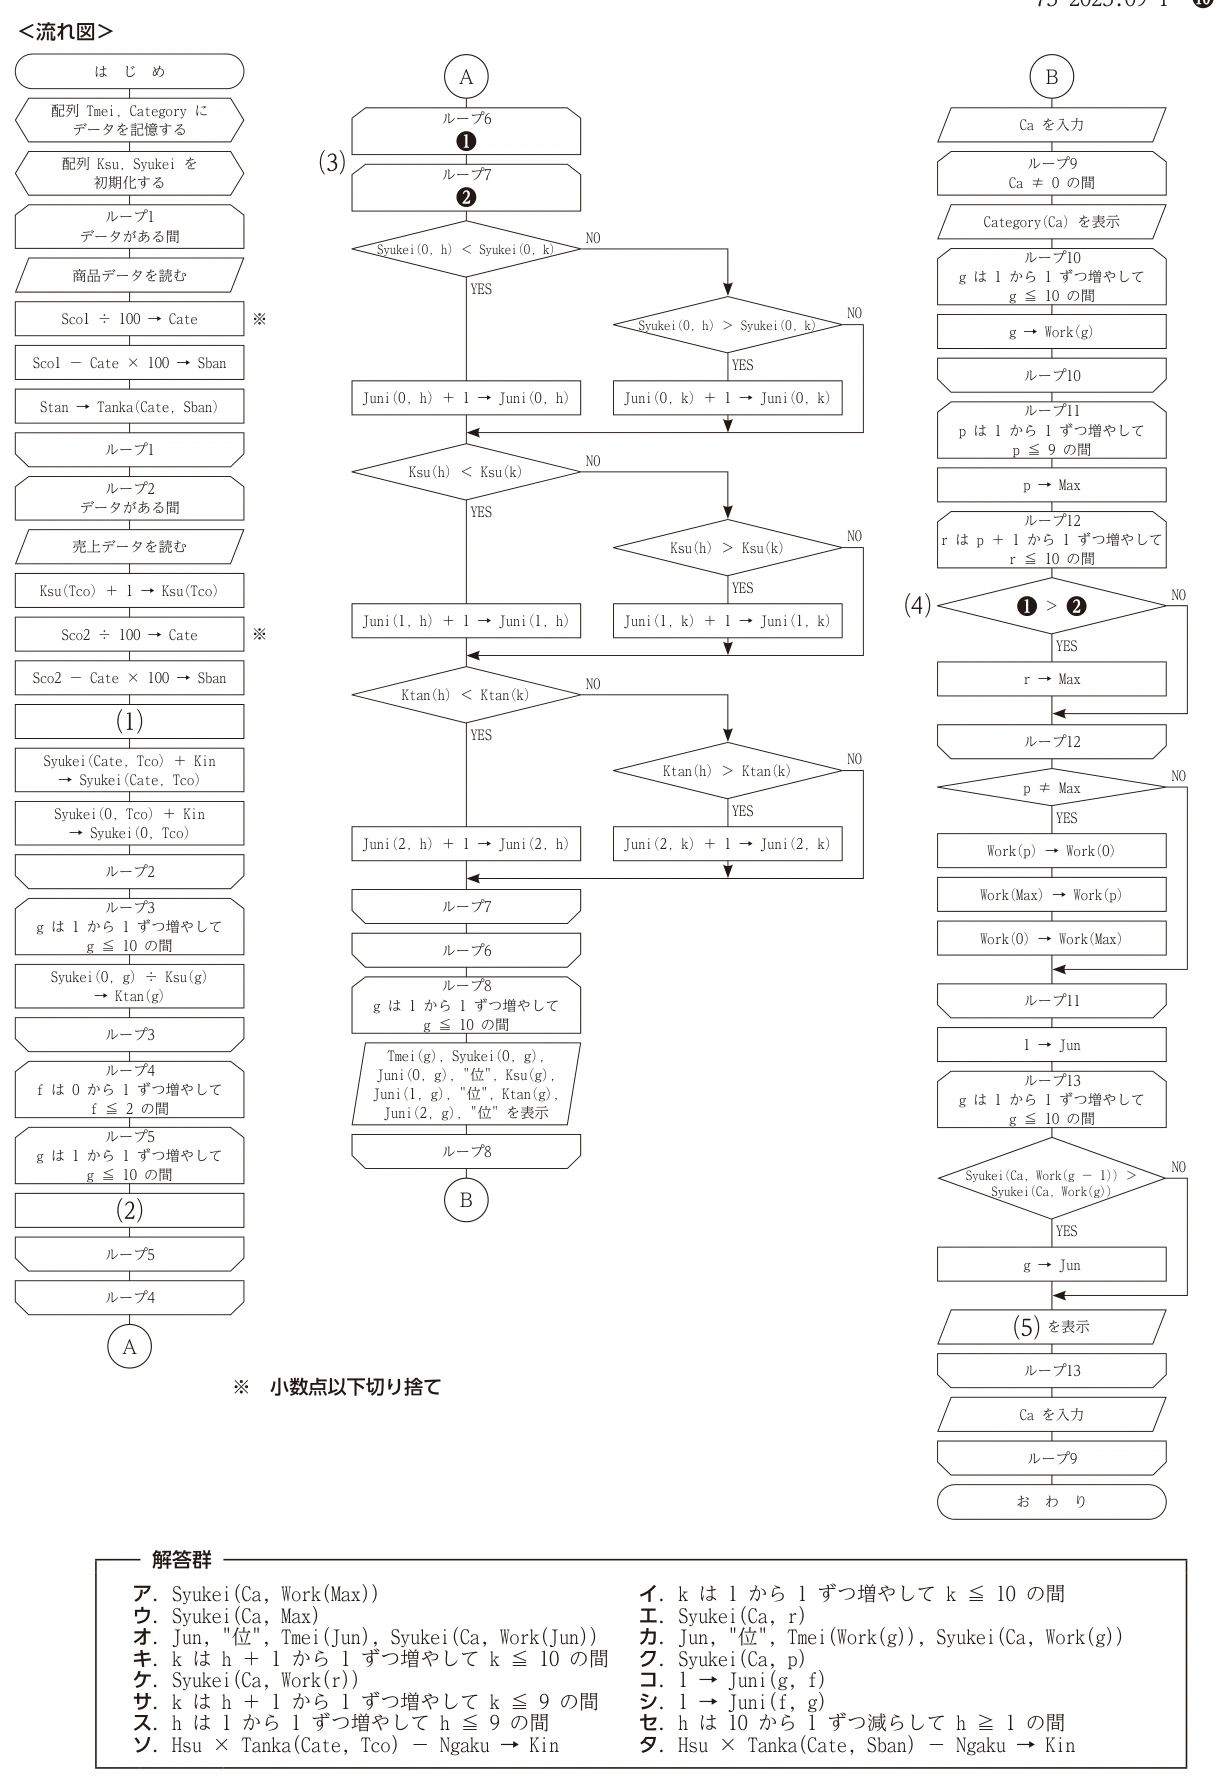 ＜流れ図＞
は じ め
配列 Tmei, Category に
データを記憶する
配列 Ksu, Syukei を
初期化する
ループ1
データがある間
商品データを読む
Sco1 ÷ 100 → Cate ※
Sco1 − Cate × 100 → Sban
Stan → Tanka(Cate, Sban)
ループ1
ループ2
データがある間
売上データを読む
Ksu(Tco) + 1 → Ksu(Tco)
Sco2 ÷ 100 → Cate ※
Sco2 − Cate × 100 → Sban
(1)
Syukei(Cate, Tco) + Kin
→ Syukei(Cate, Tco)
Syukei(0, Tco) + Kin
→ Syukei(0, Tco)
ループ2
ループ3
g は 1 から 1 ずつ増やして
g ≦ 10 の間
Syukei(0, g) ÷ Ksu(g)
→ Ktan(g)
ループ3
ループ4
f は 0 から 1 ずつ増やして
f ≦ 2 の間
ループ5
g は 1 から 1 ずつ増やして
g ≦ 10 の間
(2)
ループ5
ループ4
A
※ 小数点以下切り捨て
A
ループ6
❶
(3)
ループ7
❷
Syukei(0, h) < Syukei(0, k)
NO
YES
Syukei(0, h) > Syukei(0, k)
NO
YES
Juni(0, h) + 1 → Juni(0, h)
Juni(0, k) + 1 → Juni(0, k)
Ksu(h) < Ksu(k)
NO
YES
Ksu(h) > Ksu(k)
NO
YES
Juni(1, h) + 1 → Juni(1, h)
Juni(1, k) + 1 → Juni(1, k)
Ktan(h) < Ktan(k)
NO
YES
Ktan(h) > Ktan(k)
NO
YES
Juni(2, h) + 1 → Juni(2, h)
Juni(2, k) + 1 → Juni(2, k)
ループ7
ループ6
ループ8
g は 1 から 1 ずつ増やして
g ≦ 10 の間
Tmei(g), Syukei(0, g),
Juni(0, g), "位", Ksu(g),
Juni(1, g), "位", Ktan(g),
Juni(2, g), "位" を表示
ループ8
B
B
Ca を入力
ループ9
Ca ≠ 0 の間
Category(Ca) を表示
ループ10
g は 1 から 1 ずつ増やして
g ≦ 10 の間
g → Work(g)
ループ10
ループ11
p は 1 から 1 ずつ増やして
p ≦ 9 の間
p → Max
ループ12
r は p + 1 から 1 ずつ増やして
r ≦ 10 の間
(4)
❶ > ❷
NO
YES
r → Max
ループ12
p ≠ Max
NO
YES
Work(p) → Work(0)
Work(Max) → Work(p)
Work(0) → Work(Max)
ループ11
1 → Jun
ループ13
g は 1 から 1 ずつ増やして
g ≦ 10 の間
Syukei(Ca, Work(g − 1)) >
Syukei(Ca, Work(g))
NO
YES
g → Jun
(5) を表示
ループ13
Ca を入力
ループ9
お わ り
解答群
ア. Syukei(Ca, Work(Max))
イ. k は 1 から 1 ずつ増やして k ≦ 10 の間
ウ. Syukei(Ca, Max)
エ. Syukei(Ca, r)
オ. Jun, "位", Tmei(Jun), Syukei(Ca, Work(Jun))
カ. Jun, "位", Tmei(Work(g)), Syukei(Ca, Work(g))
キ. k は h + 1 から 1 ずつ増やして k ≦ 10 の間
ク. Syukei(Ca, p)
ケ. Syukei(Ca, Work(r))
コ. 1 → Juni(g, f)
サ. k は h + 1 から 1 ずつ増やして k ≦ 9 の間
シ. 1 → Juni(f, g)
ス. h は 1 から 1 ずつ増やして h ≦ 9 の間
セ. h は 10 から 1 ずつ減らして h ≧ 1 の間
ソ. Hsu × Tanka(Cate, Tco) − Ngaku → Kin
タ. Hsu × Tanka(Cate, Sban) − Ngaku → Kin